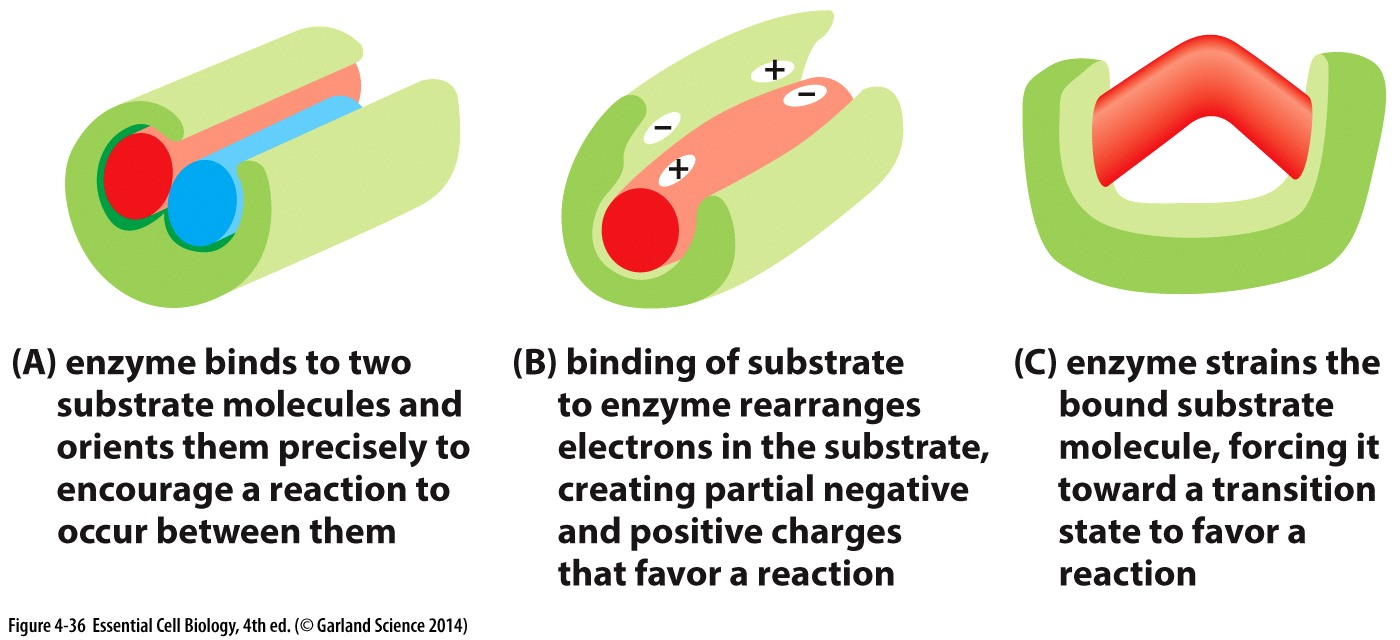 +
−
−
+
(A) enzyme binds to two
substrate molecules and
orients them precisely to
encourage a reaction to
occur between them
(B) binding of substrate
to enzyme rearranges
electrons in the substrate,
creating partial negative
and positive charges
that favor a reaction
(C) enzyme strains the
bound substrate
molecule, forcing it
toward a transition
state to favor a
reaction
Figure 4-36 Essential Cell Biology, 4th ed. (© Garland Science 2014)